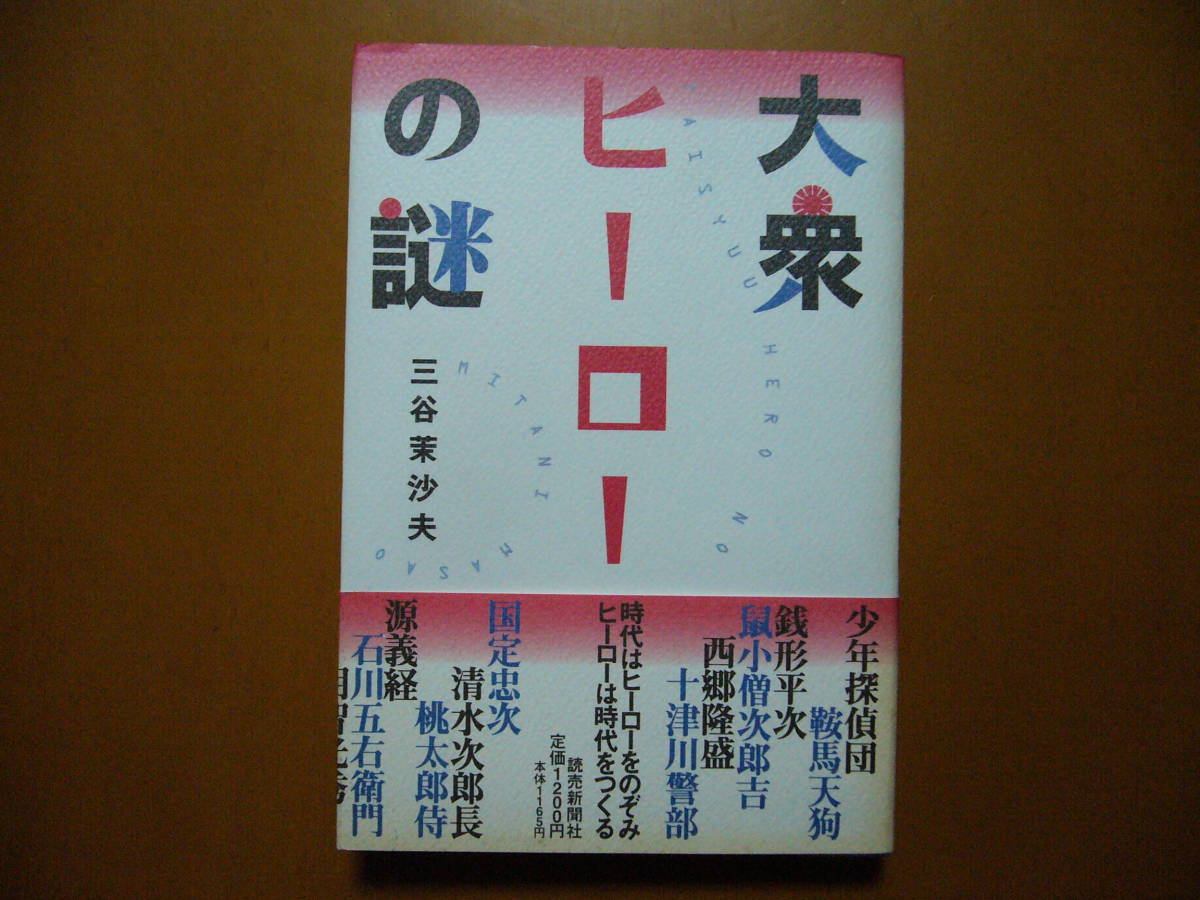 大衆
ヒーロー
の謎
AISYUU HERO NO
三谷茉沙夫
MITANI MASAO
少年探偵団
鞍馬天狗
銭形平次
鼠小僧次郎吉
西郷隆盛
十津川警部
時代はヒーローをのぞみ
ヒーローは時代をつくる
読売新聞社
定価1200円
本体1165円
国定忠次
清水次郎長
桃太郎侍
源義経
石川五右衛門
明智光秀